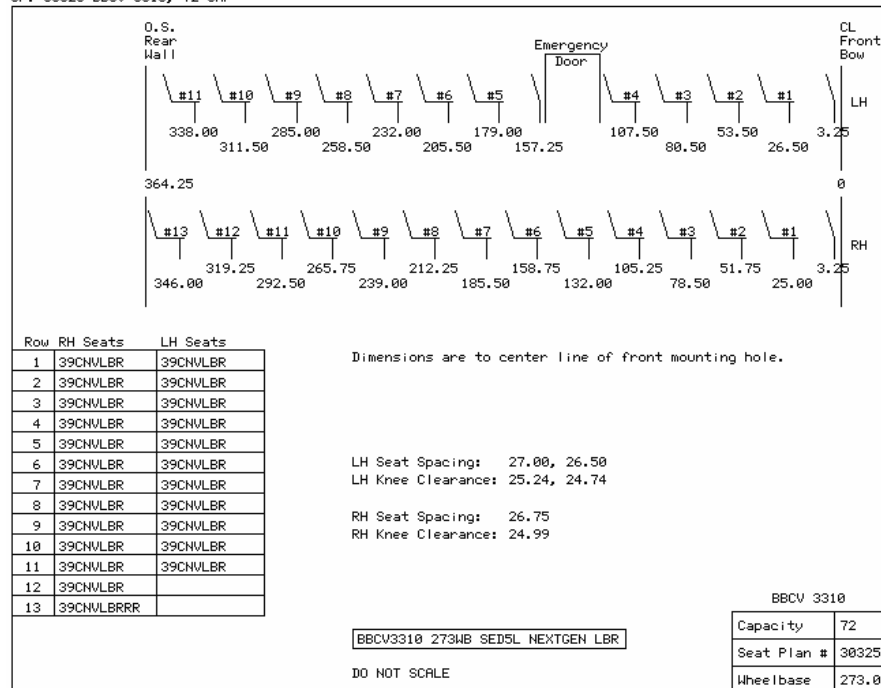 O.S.
Rear
Wall
CL
Front
Bow
Emergency
Door
#11 #10 #9 #8 #7 #6 #5 #4 #3 #2 #1 LH
338.00 285.00 232.00 179.00 107.50 53.50 3.25
311.50 258.50 205.50 157.25 80.50 26.50
364.25 0
#13 #12 #11 #10 #9 #8 #7 #6 #5 #4 #3 #2 #1 RH
319.25 265.75 212.25 158.75 105.25 51.75 3.25
346.00 292.50 239.00 185.50 132.00 78.50 25.00
Row RH Seats LH Seats
1 39CNVLBR 39CNVLBR
2 39CNVLBR 39CNVLBR
3 39CNVLBR 39CNVLBR
4 39CNVLBR 39CNVLBR
5 39CNVLBR 39CNVLBR
6 39CNVLBR 39CNVLBR
7 39CNVLBR 39CNVLBR
8 39CNVLBR 39CNVLBR
9 39CNVLBR 39CNVLBR
10 39CNVLBR 39CNVLBR
11 39CNVLBR 39CNVLBR
12 39CNVLBR
13 39CNVLBRRR
Dimensions are to center line of front mounting hole.
LH Seat Spacing: 27.00, 26.50
LH Knee Clearance: 25.24, 24.74
RH Seat Spacing: 26.75
RH Knee Clearance: 24.99
BBCV3310 273WB SED5L NEXTGEN LBR
DO NOT SCALE
BBCV 3310
Capacity 72
Seat Plan # 30325
Wheelbase 273.0